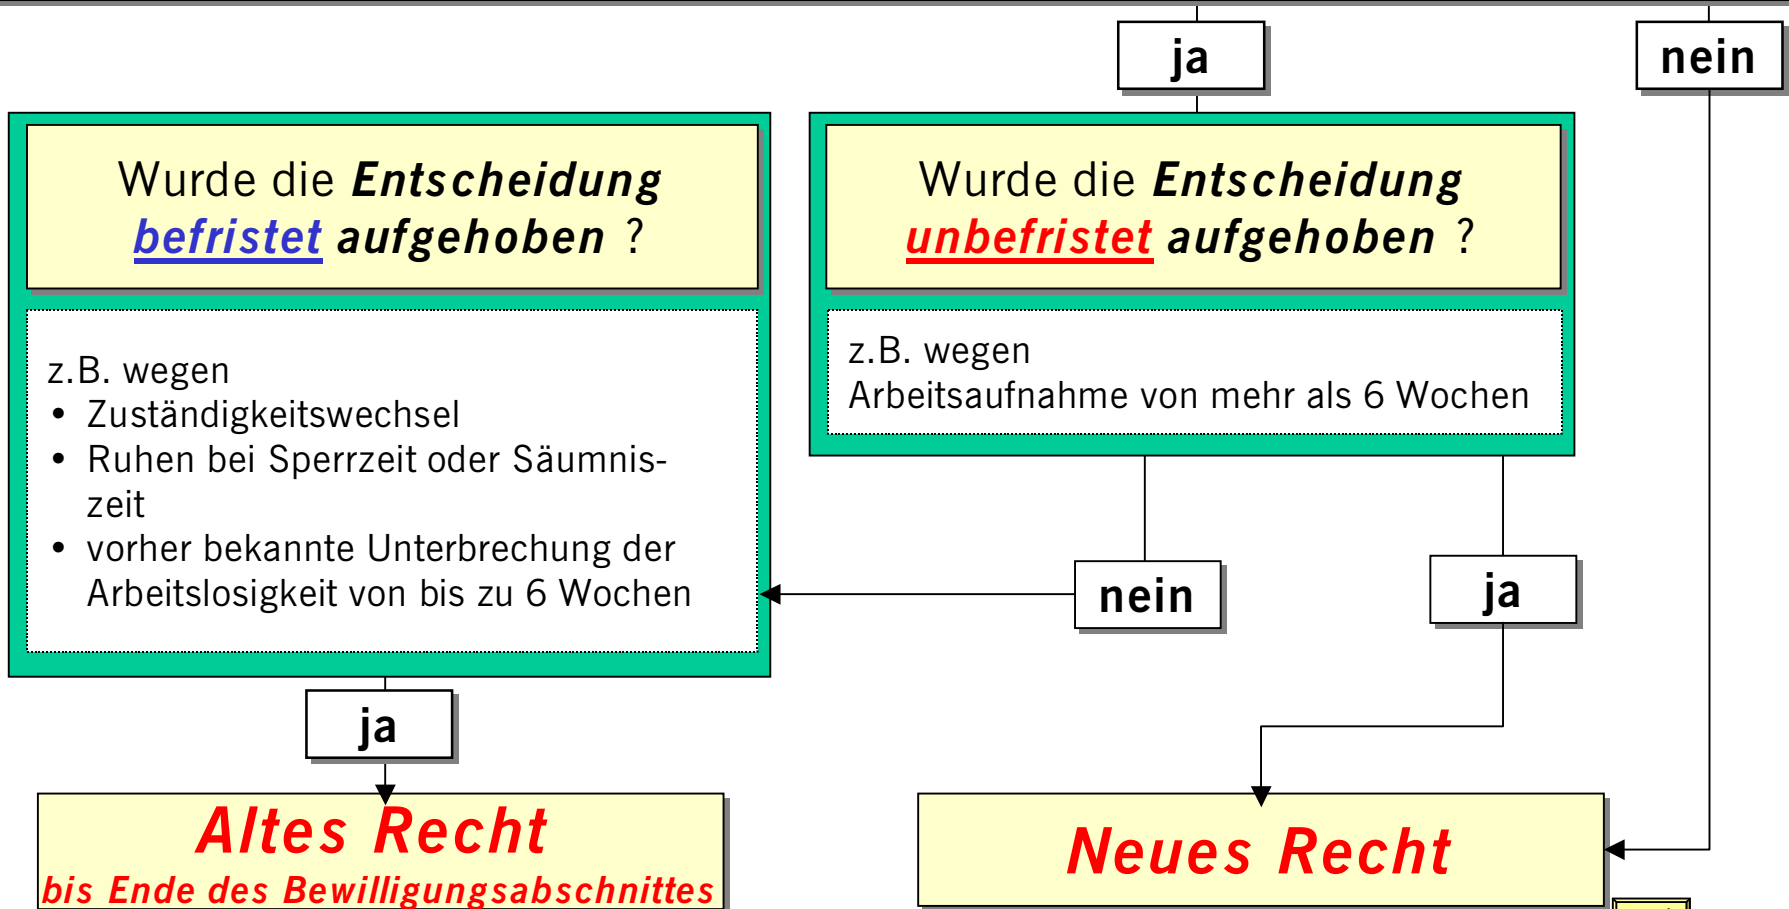 ja
nein
Wurde die Entscheidung
befristet aufgehoben ?
z.B. wegen
• Zuständigkeitswechsel
• Ruhen bei Sperrzeit oder Säumnis-
zeit
• vorher bekannte Unterbrechung der
Arbeitslosigkeit von bis zu 6 Wochen
Wurde die Entscheidung
unbefristet aufgehoben ?
z.B. wegen
Arbeitsaufnahme von mehr als 6 Wochen
nein
ja
ja
Altes Recht
bis Ende des Bewilligungsabschnittes
Neues Recht